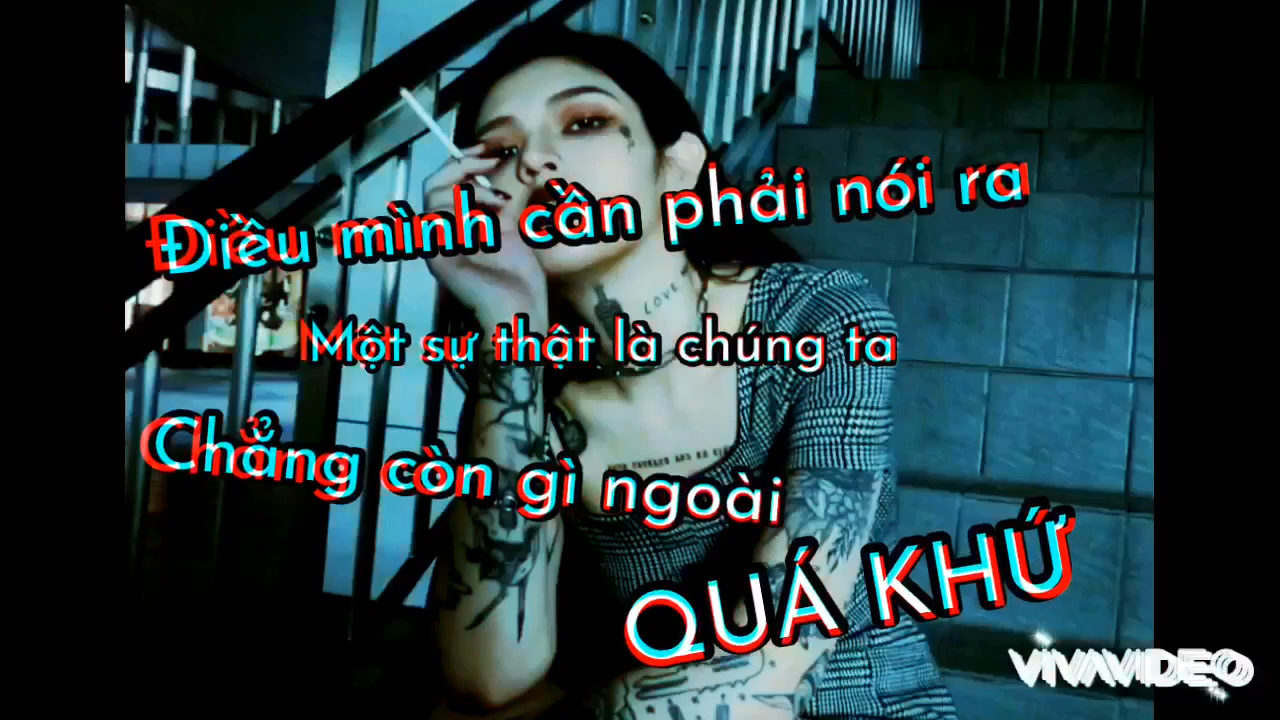 Điều mình cần phải nói ra
LOVE
Một sự thật là chúng ta
Chẳng còn gì ngoài
QUÁ KHỨ
VIVAVIDEO